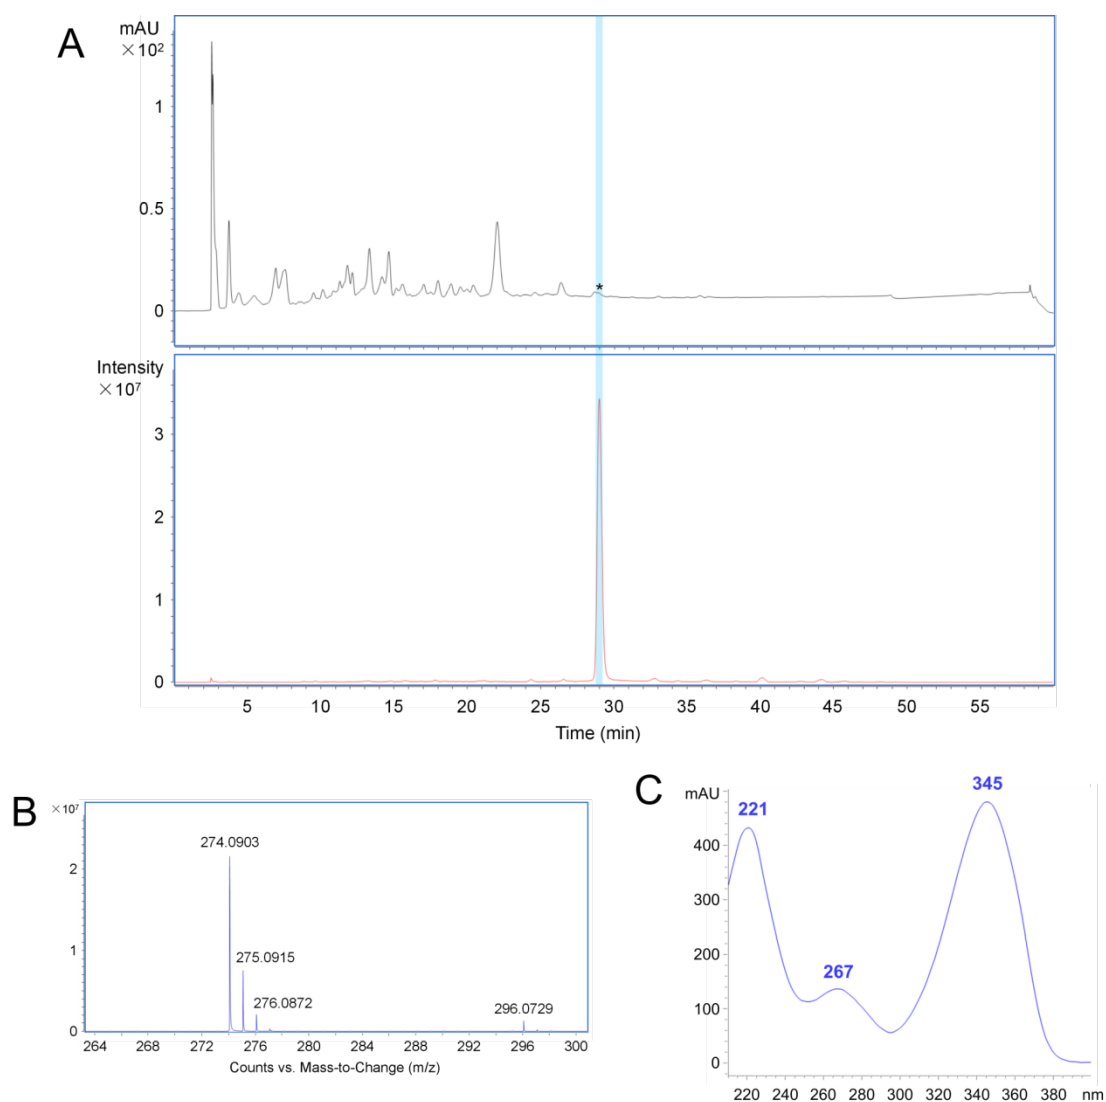 A
mAU
×10²
1
0.5
0
*
Intensity
×10⁷
3
2
1
0
5 10 15 20 25 30 35 40 45 50 55
Time (min)
B
×10⁷
2
1
0
274.0903
275.0915
276.0872
296.0729
264 268 272 276 280 284 288 292 296 300
Counts vs. Mass-to-Change (m/z)
C
mAU
400
300
200
100
0
221
267
345
220 240 260 280 300 320 340 360 380 nm